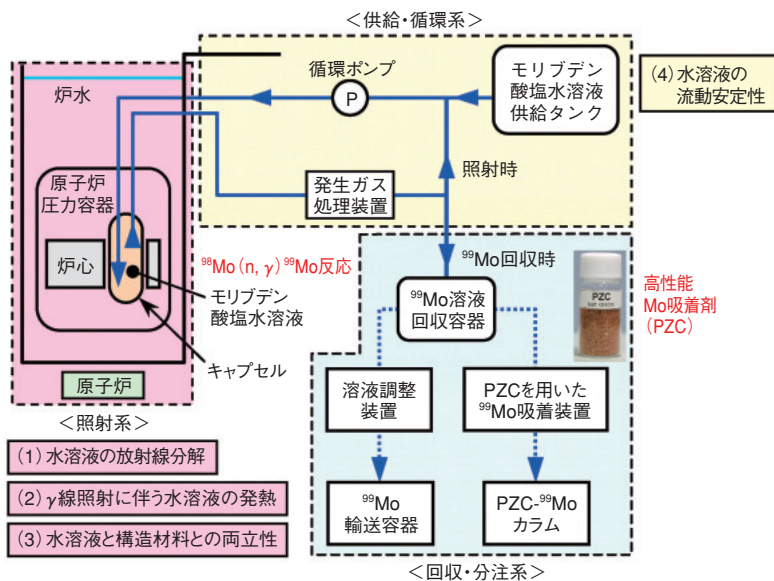 ＜供給・循環系＞
炉水
循環ポンプ
P
モリブデン
酸塩水溶液
供給タンク
(4) 水溶液の
流動安定性
照射時
発生ガス
処理装置
原子炉
圧力容器
炉心
⁹⁸Mo (n, γ) ⁹⁹Mo反応
モリブデン
酸塩水溶液
キャプセル
原子炉
＜照射系＞
⁹⁹Mo回収時
⁹⁹Mo溶液
回収容器
PZC
高性能
Mo吸着剤
(PZC)
溶液調整
装置
PZCを用いた
⁹⁹Mo吸着装置
⁹⁹Mo
輸送容器
PZC-⁹⁹Mo
カラム
＜回収・分注系＞
(1) 水溶液の放射線分解
(2) γ線照射に伴う水溶液の発熱
(3) 水溶液と構造材料との両立性